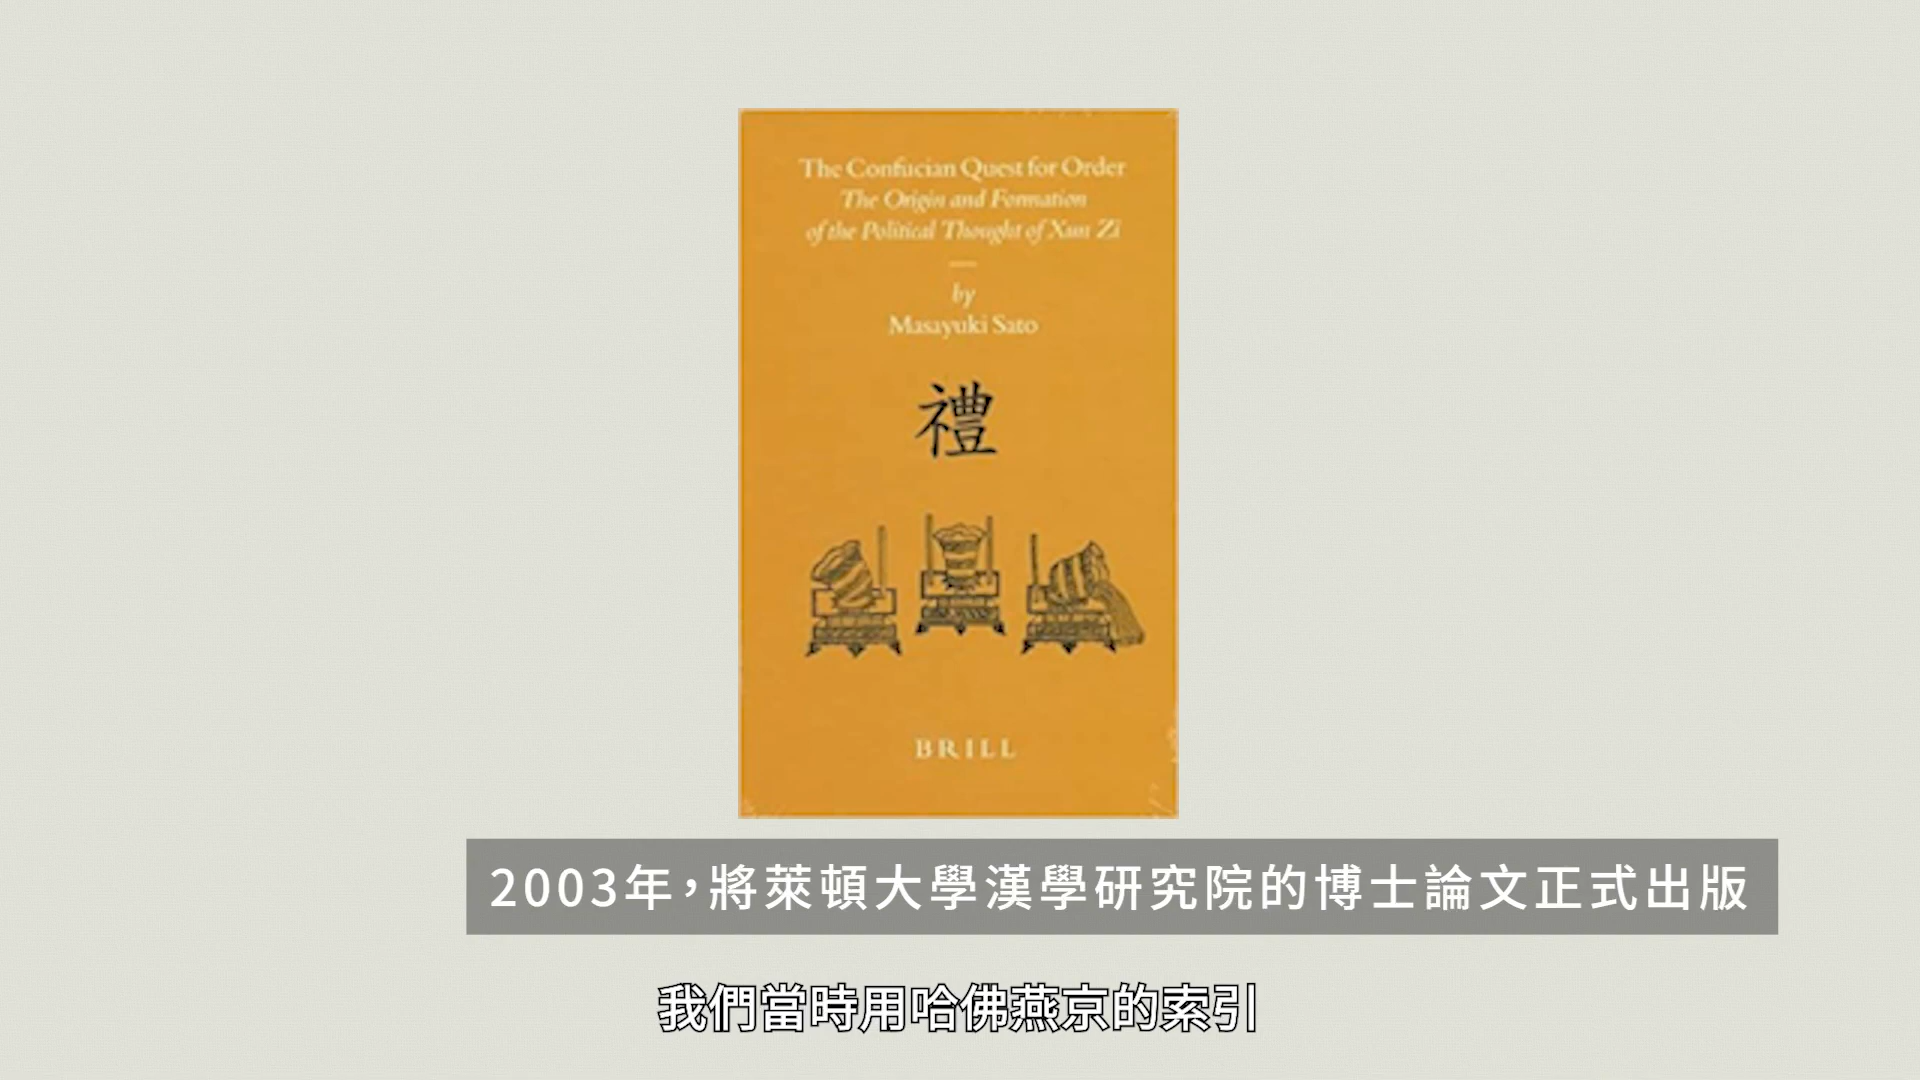 The Confucian Quest for Order
The Origin and Formation
of the Political Thought of Xun Zi
by
Masayuki Sato
禮
BRILL
2003年，將萊頓大學漢學研究院的博士論文正式出版
我們當時用哈佛燕京的索引